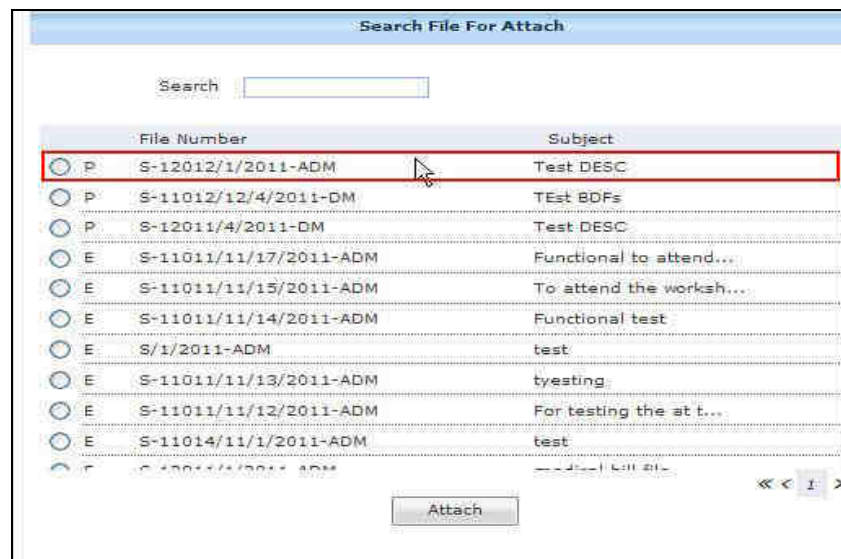 Search File For Attach
Search
File Number Subject
P S-12012/1/2011-ADM Test DESC
P S-11012/12/4/2011-DM TEst BDFs
P S-12011/4/2011-DM Test DESC
E S-11011/11/17/2011-ADM Functional to attend...
E S-11011/11/15/2011-ADM To attend the worksh...
E S-11011/11/14/2011-ADM Functional test
E S/1/2011-ADM test
E S-11011/11/13/2011-ADM tyesting
E S-11011/11/12/2011-ADM For testing the at t...
E S-11014/11/1/2011-ADM test
« < 1 >
Attach